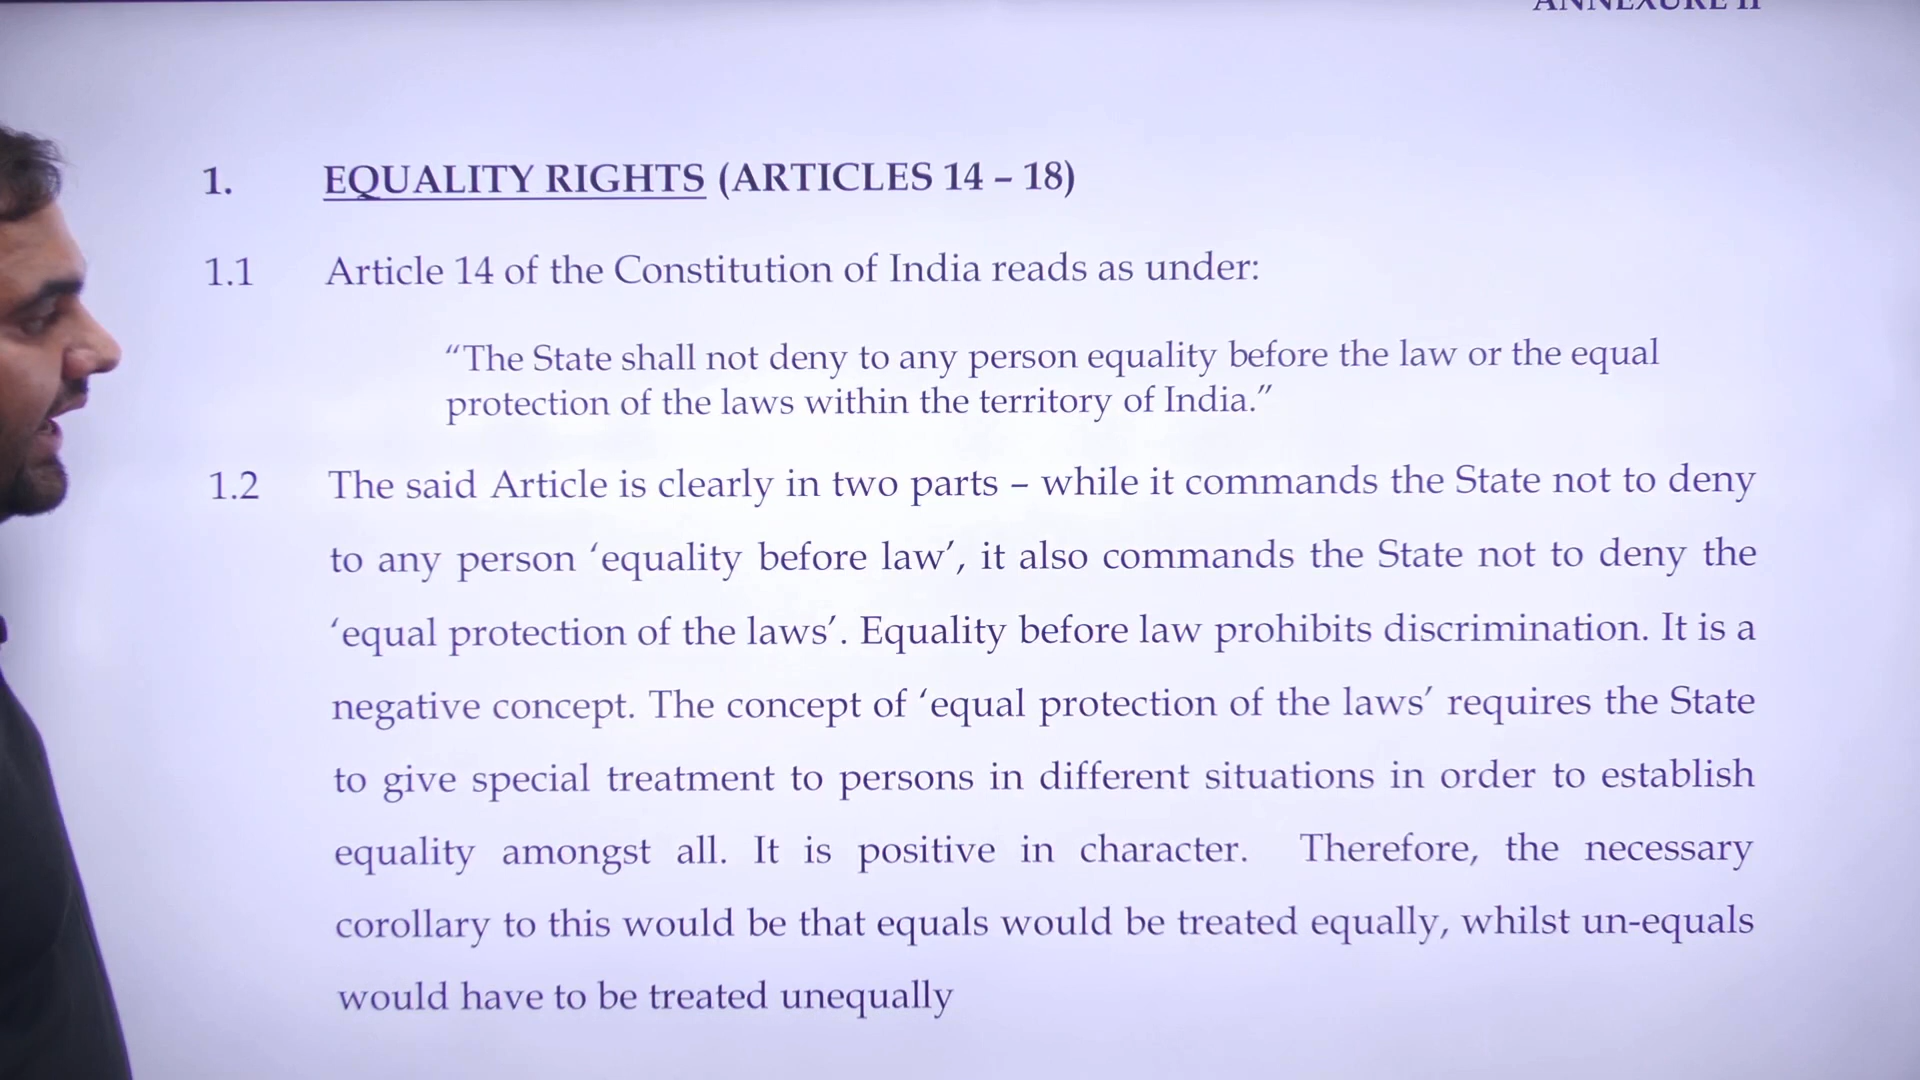 ANNEXURE II
1. EQUALITY RIGHTS (ARTICLES 14 – 18)
1.1 Article 14 of the Constitution of India reads as under:
“The State shall not deny to any person equality before the law or the equal
protection of the laws within the territory of India.”
1.2 The said Article is clearly in two parts – while it commands the State not to deny
to any person ‘equality before law’, it also commands the State not to deny the
‘equal protection of the laws’. Equality before law prohibits discrimination. It is a
negative concept. The concept of ‘equal protection of the laws’ requires the State
to give special treatment to persons in different situations in order to establish
equality amongst all. It is positive in character. Therefore, the necessary
corollary to this would be that equals would be treated equally, whilst un-equals
would have to be treated unequally